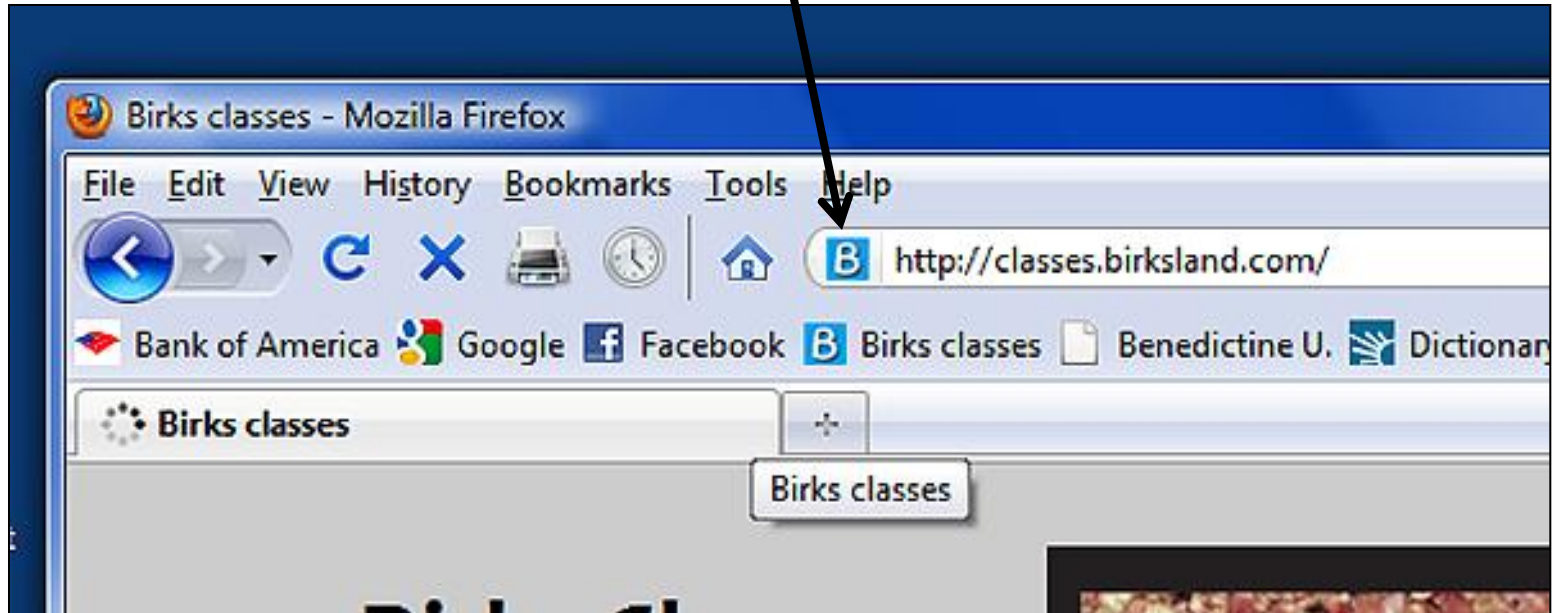 Birks classes - Mozilla Firefox
File Edit View History Bookmarks Tools Help
B http://classes.birksland.com/
Bank of America Google f Facebook B Birks classes Benedictine U.
Birks classes
Birks classes